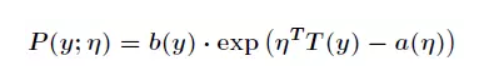 P(y; η) = b(y) · exp (η^T T(y) − a(η))